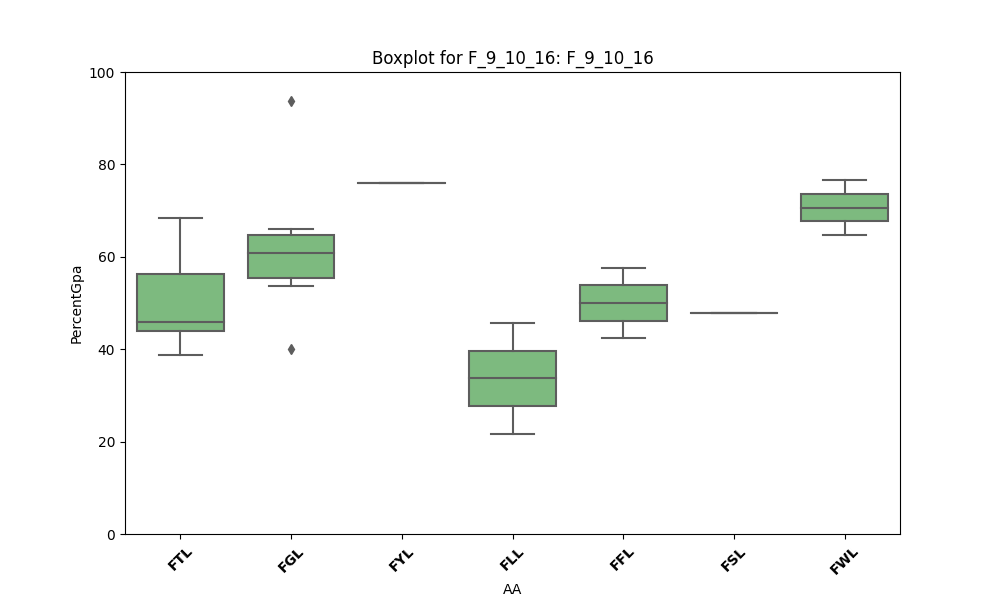 Boxplot for F_9_10_16: F_9_10_16
100
80
60
40
20
0
PercentGpa
FTL
FGL
FYL
FLL
FFL
FSL
FWL
AA